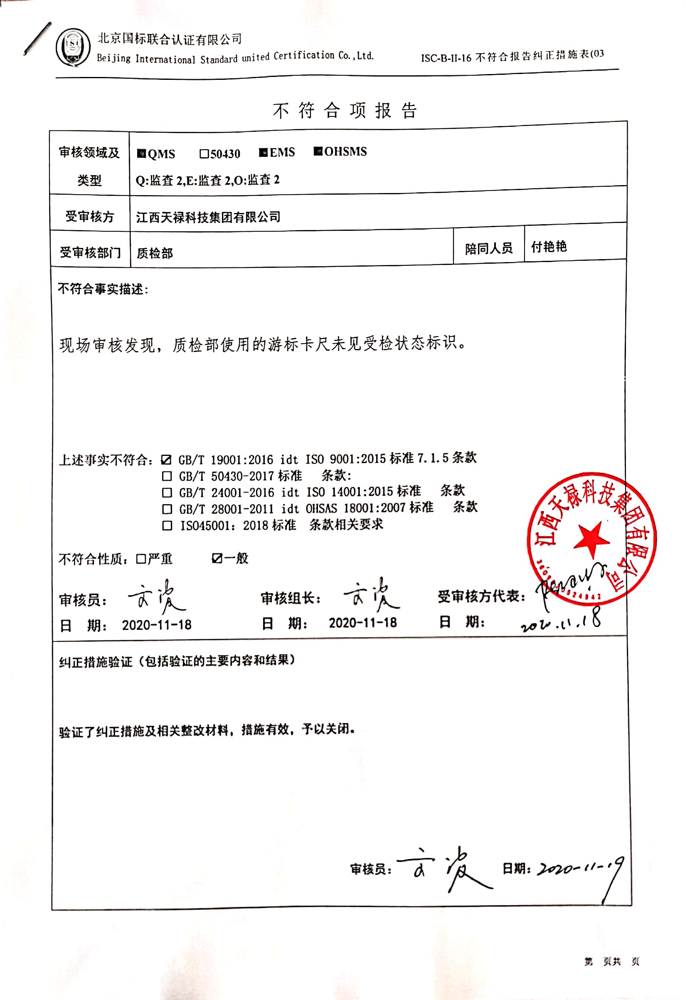 北京国标联合认证有限公司
Beijing International Standard united Certification Co.,Ltd.
ISC-B-II-16 不符合报告纠正措施表(03
不符合项报告
审核领域及类型
■QMS □50430 ■EMS ■OHSMS
Q:监查 2,E:监查 2,O:监查 2
受审核方 江西天禄科技集团有限公司
受审核部门 质检部 陪同人员 付艳艳
不符合事实描述：
现场审核发现，质检部使用的游标卡尺未见受检状态标识。
上述事实不符合：☑ GB/T 19001:2016 idt ISO 9001:2015 标准 7.1.5 条款
□ GB/T 50430-2017 标准 条款：
□ GB/T 24001-2016 idt ISO 14001:2015 标准 条款
□ GB/T 28001-2011 idt OHSAS 18001:2007 标准 条款
□ ISO45001：2018 标准 条款相关要求
不符合性质：□严重 ☑一般
江西天禄科技集团有限公司
审核员： 审核组长： 受审核方代表：
日 期： 2020-11-18 日 期： 2020-11-18 日 期： 2020.11.18
纠正措施验证（包括验证的主要内容和结果）
验证了纠正措施及相关整改材料，措施有效，予以关闭。
审核员： 日期：2020-11-19
第 页共 页